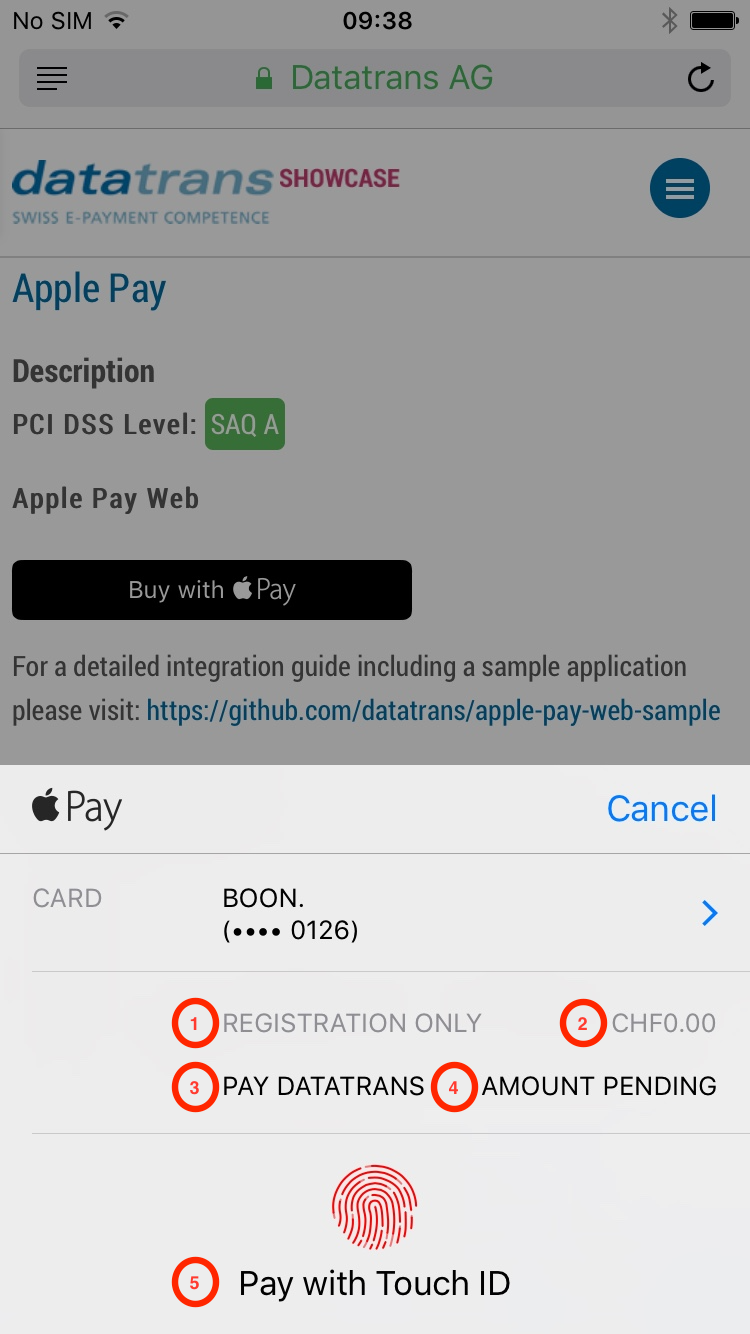 No SIM 09:38
Datatrans AG
datatrans SHOWCASE
SWISS E-PAYMENT COMPETENCE
Apple Pay
Description
PCI DSS Level: SAQ A
Apple Pay Web
Buy with Pay
For a detailed integration guide including a sample application
please visit: https://github.com/datatrans/apple-pay-web-sample
Pay Cancel
CARD BOON.
(•••• 0126)
1 REGISTRATION ONLY 2 CHF0.00
3 PAY DATATRANS 4 AMOUNT PENDING
5 Pay with Touch ID